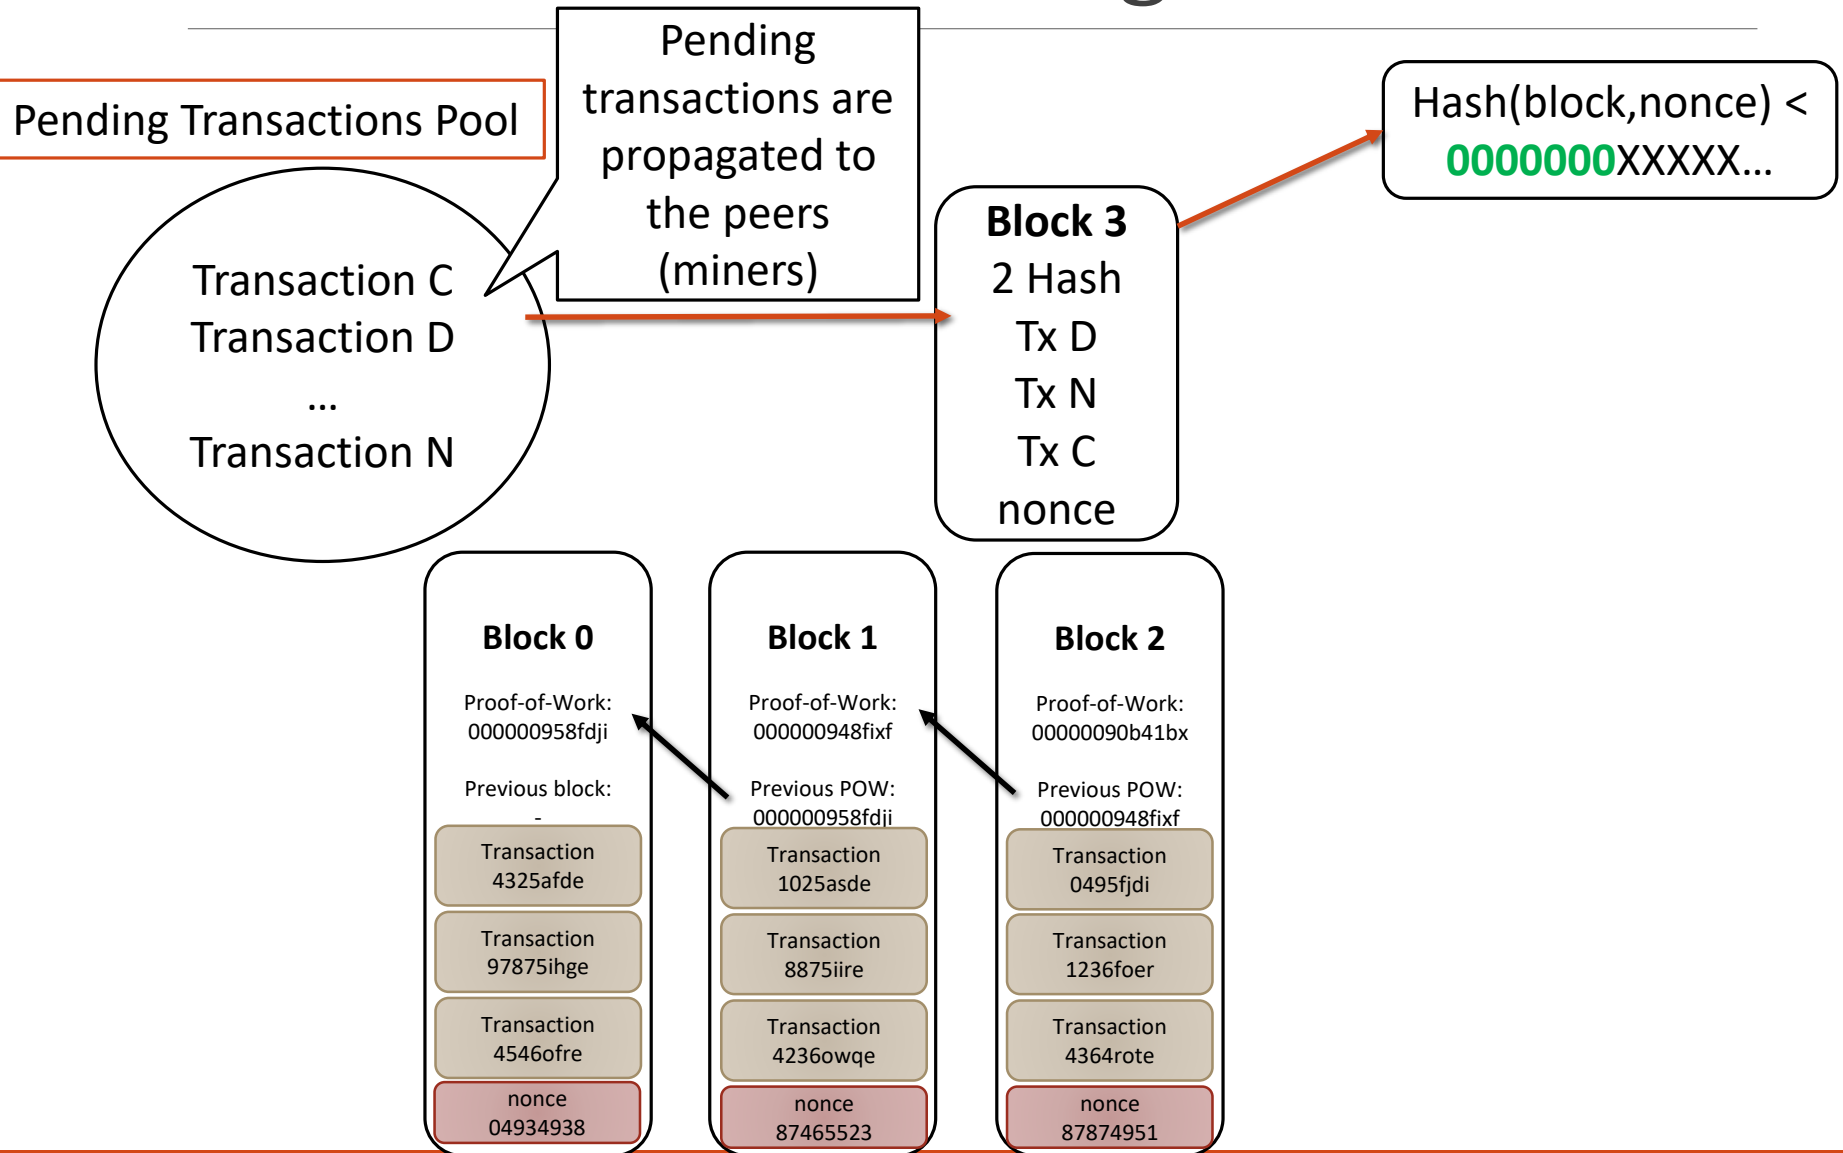 Pending Transactions Pool
Pending
transactions are
propagated to
the peers
(miners)
Hash(block,nonce) <
0000000XXXXX...
Transaction C
Transaction D
...
Transaction N
Block 3
2 Hash
Tx D
Tx N
Tx C
nonce
Block 0
Proof-of-Work:
000000958fdji
Previous block:
-
Transaction
4325afde
Transaction
97875ihge
Transaction
4546ofre
nonce
04934938
Block 1
Proof-of-Work:
000000948fixf
Previous POW:
000000958fdji
Transaction
1025asde
Transaction
8875iire
Transaction
4236owqe
nonce
87465523
Block 2
Proof-of-Work:
00000090b41bx
Previous POW:
000000948fixf
Transaction
0495fjdi
Transaction
1236foer
Transaction
4364rote
nonce
87874951